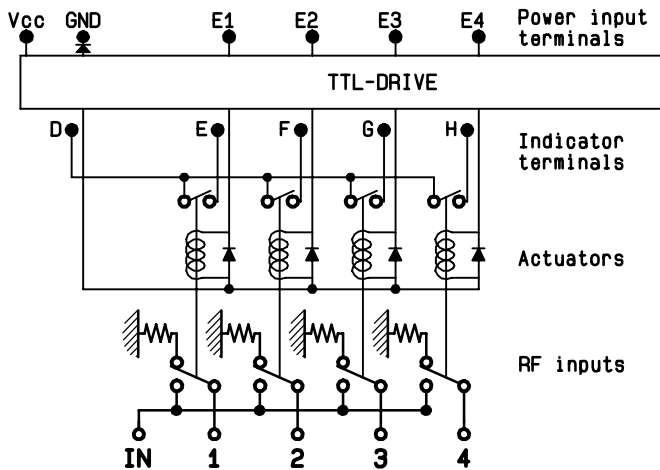 Vcc GND E1 E2 E3 E4 Power input
terminals
TTL-DRIVE
D E F G H Indicator
terminals
Actuators
RF inputs
IN 1 2 3 4